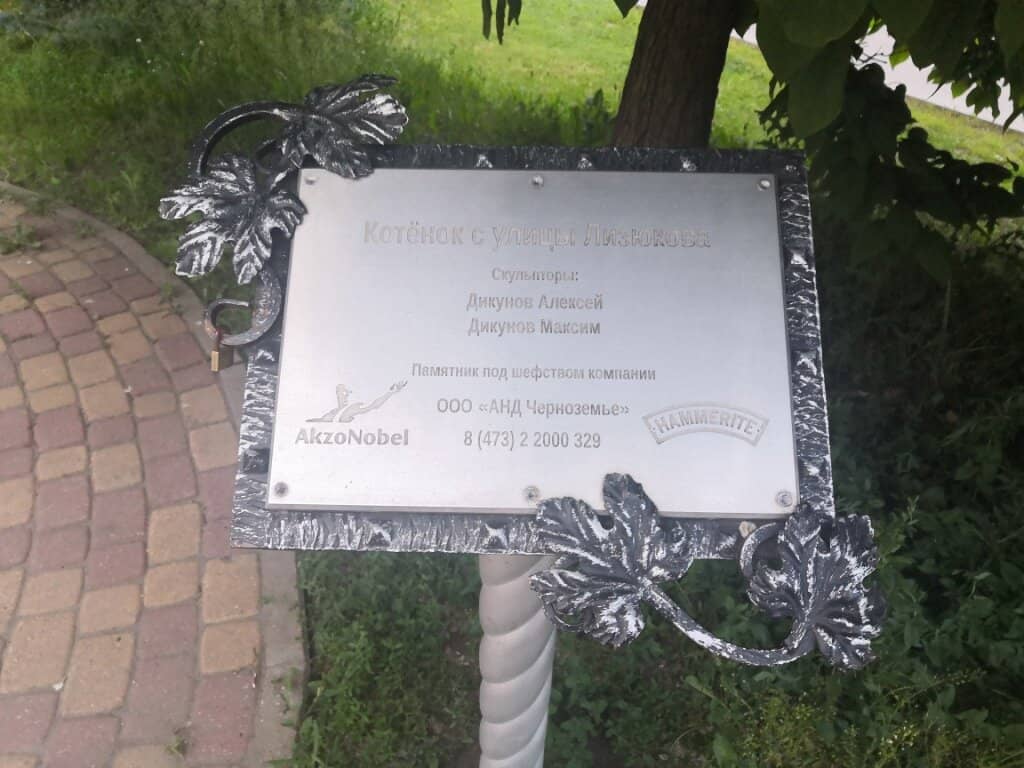 Котёнок с улицы Лизюкова
Скульпторы:
Дикунов Алексей
Дикунов Максим
Памятник под шефством компании
ООО «АНД Черноземье»
8 (473) 2 2000 329
AkzoNobel
HAMMERITE